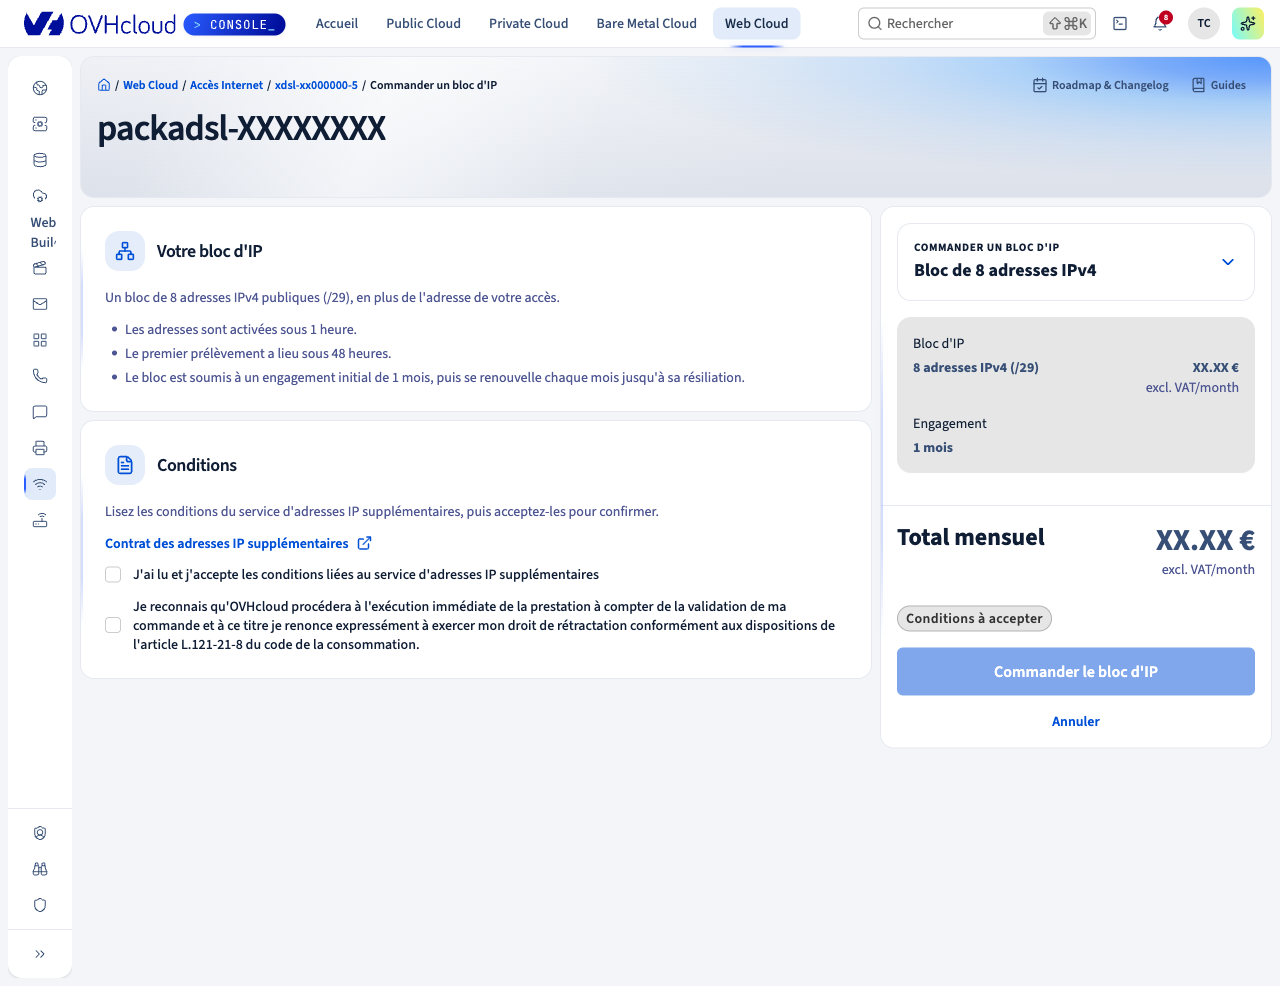 OVHcloud
> CONSOLE_
Accueil
Public Cloud
Private Cloud
Bare Metal Cloud
Web Cloud
Rechercher
⇧⌘K
8
TC
Web
Buil
/ Web Cloud / Accès Internet / xdsl-xx000000-5 / Commander un bloc d'IP
Roadmap & Changelog
Guides
packadsl-XXXXXXXX
Votre bloc d'IP
Un bloc de 8 adresses IPv4 publiques (/29), en plus de l'adresse de votre accès.
• Les adresses sont activées sous 1 heure.
• Le premier prélèvement a lieu sous 48 heures.
• Le bloc est soumis à un engagement initial de 1 mois, puis se renouvelle chaque mois jusqu'à sa résiliation.
Conditions
Lisez les conditions du service d'adresses IP supplémentaires, puis acceptez-les pour confirmer.
Contrat des adresses IP supplémentaires
J'ai lu et j'accepte les conditions liées au service d'adresses IP supplémentaires
Je reconnais qu'OVHcloud procédera à l'exécution immédiate de la prestation à compter de la validation de ma
commande et à ce titre je renonce expressément à exercer mon droit de rétractation conformément aux dispositions de
l'article L.121-21-8 du code de la consommation.
COMMANDER UN BLOC D'IP
Bloc de 8 adresses IPv4
Bloc d'IP
8 adresses IPv4 (/29)
XX.XX €
excl. VAT/month
Engagement
1 mois
Total mensuel
XX.XX €
excl. VAT/month
Conditions à accepter
Commander le bloc d'IP
Annuler